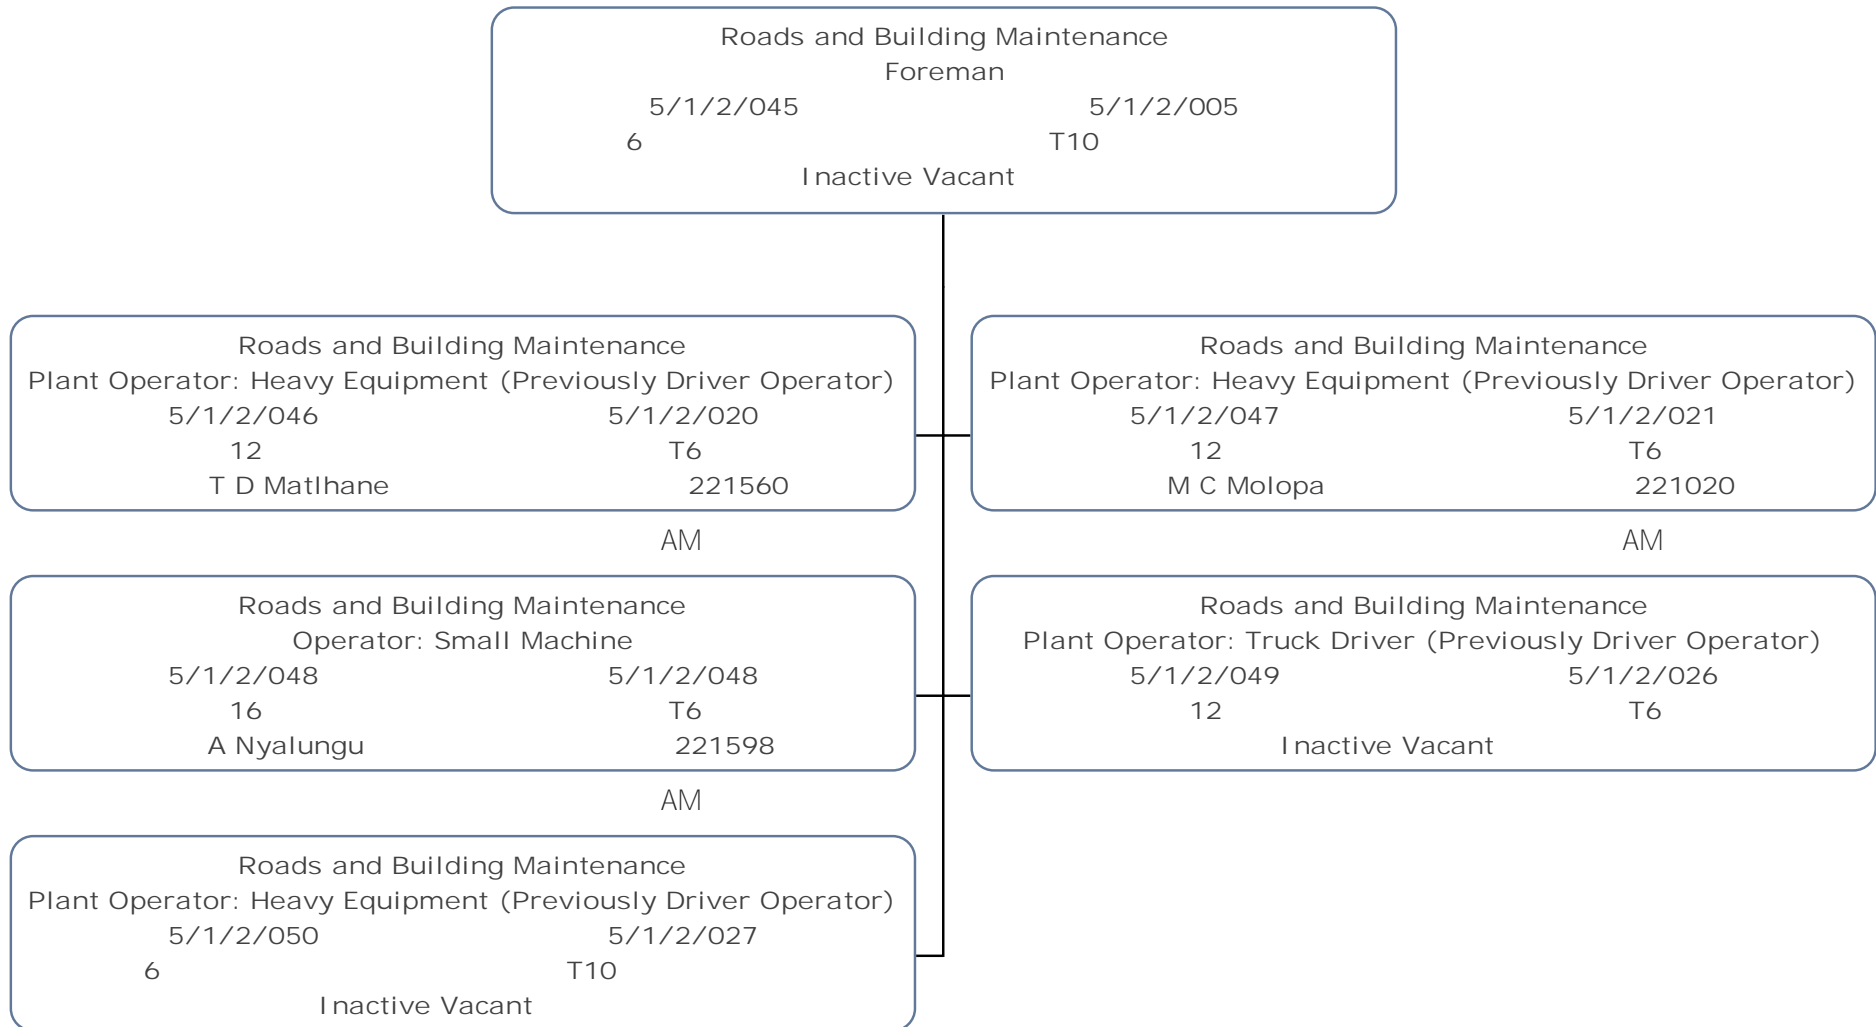 Roads and Building Maintenance
Foreman
5/1/2/045 5/1/2/005
6 T10
Inactive Vacant
Roads and Building Maintenance
Plant Operator: Heavy Equipment (Previously Driver Operator)
5/1/2/046 5/1/2/020
12 T6
T D Matlhane 221560
AM
Roads and Building Maintenance
Plant Operator: Heavy Equipment (Previously Driver Operator)
5/1/2/047 5/1/2/021
12 T6
M C Molopa 221020
AM
Roads and Building Maintenance
Operator: Small Machine
5/1/2/048 5/1/2/048
16 T6
A Nyalungu 221598
AM
Roads and Building Maintenance
Plant Operator: Truck Driver (Previously Driver Operator)
5/1/2/049 5/1/2/026
12 T6
Inactive Vacant
Roads and Building Maintenance
Plant Operator: Heavy Equipment (Previously Driver Operator)
5/1/2/050 5/1/2/027
6 T10
Inactive Vacant